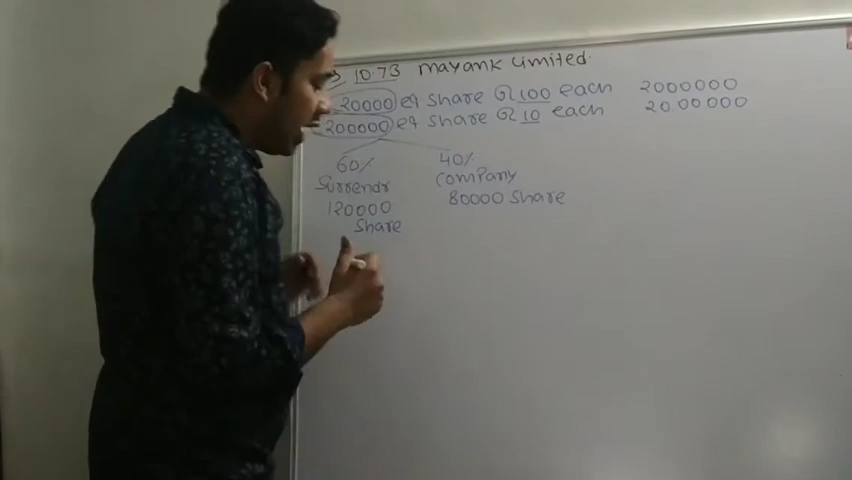 10.73 mayank Limited.
20000 eq share @ 100 each 2000000
200000 eq share @ 10 each 20,00000
60% 40%
Surrendr company
120000 80000 share
share